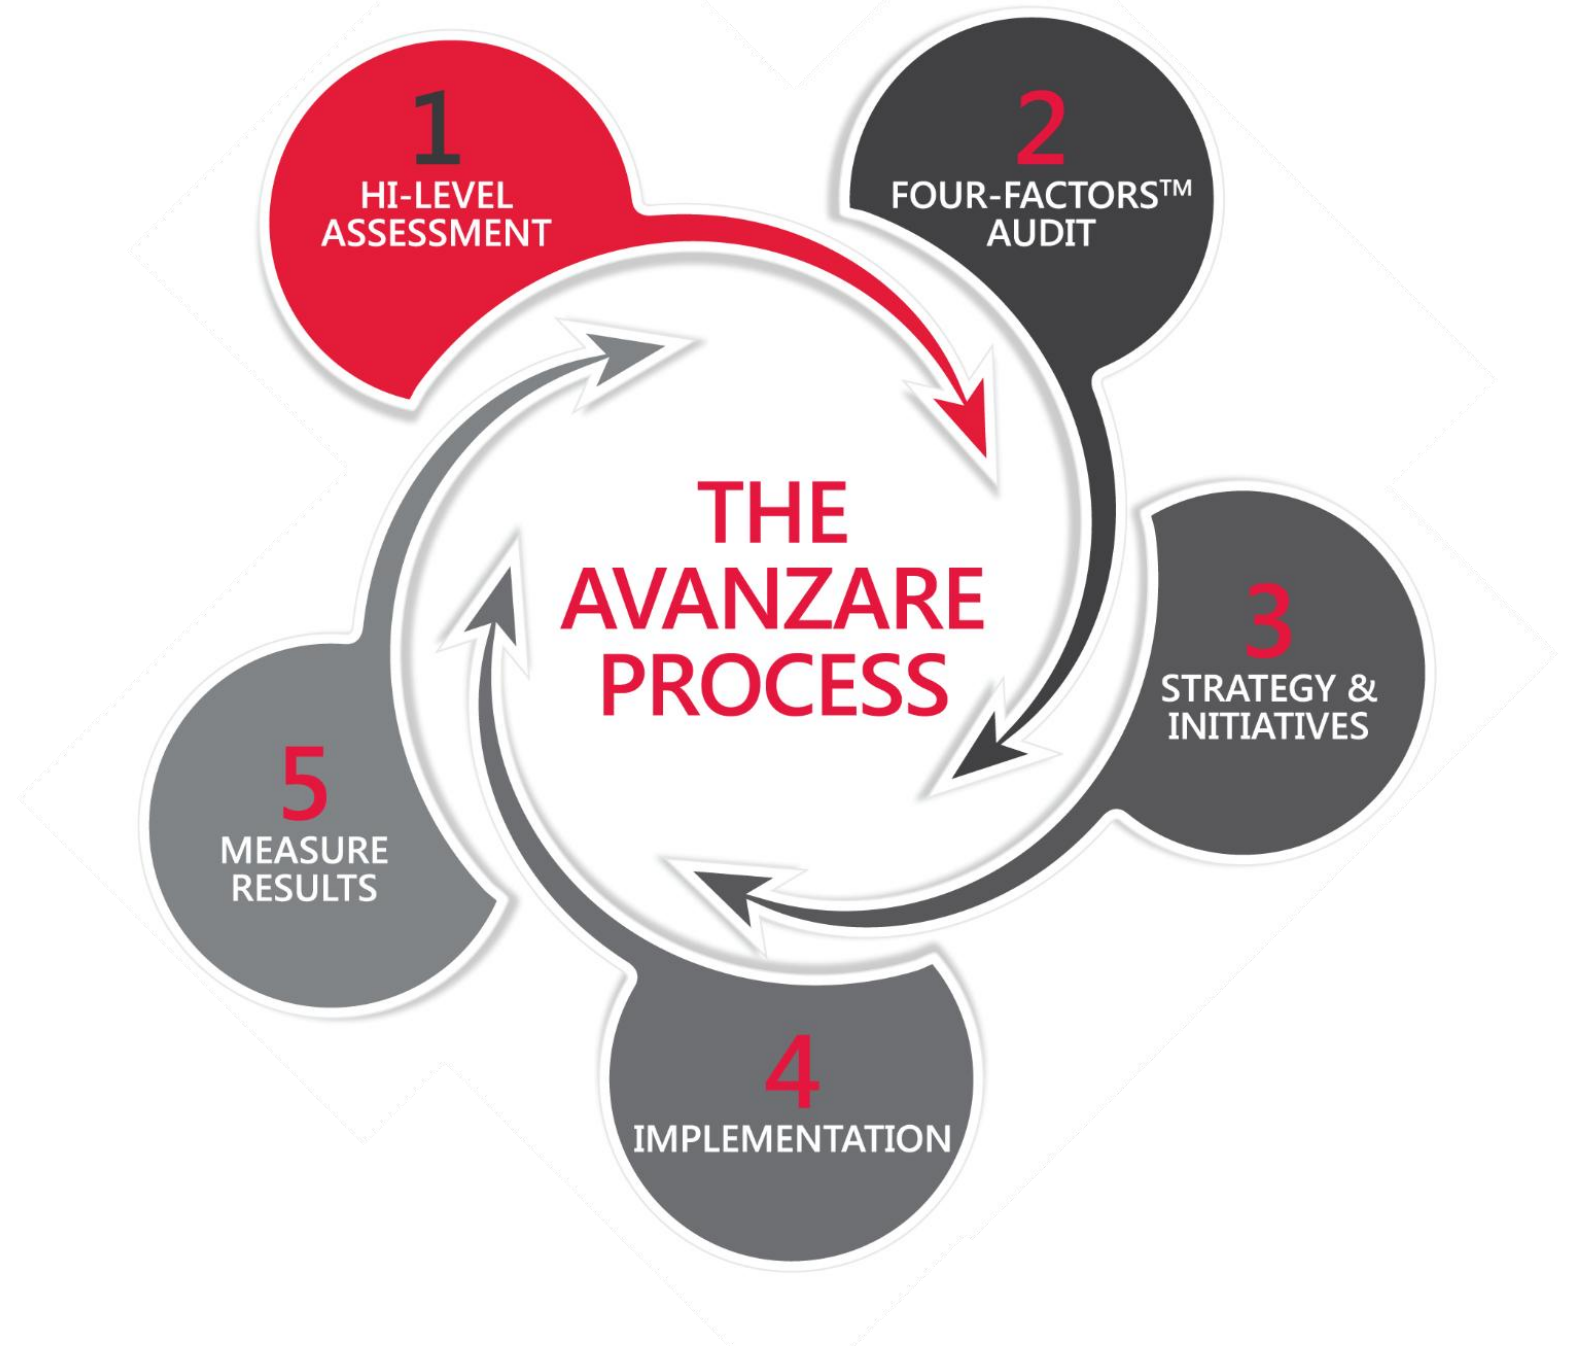 1
HI-LEVEL
ASSESSMENT
2
FOUR-FACTORS™
AUDIT
3
STRATEGY &
INITIATIVES
4
IMPLEMENTATION
5
MEASURE
RESULTS
THE
AVANZARE
PROCESS